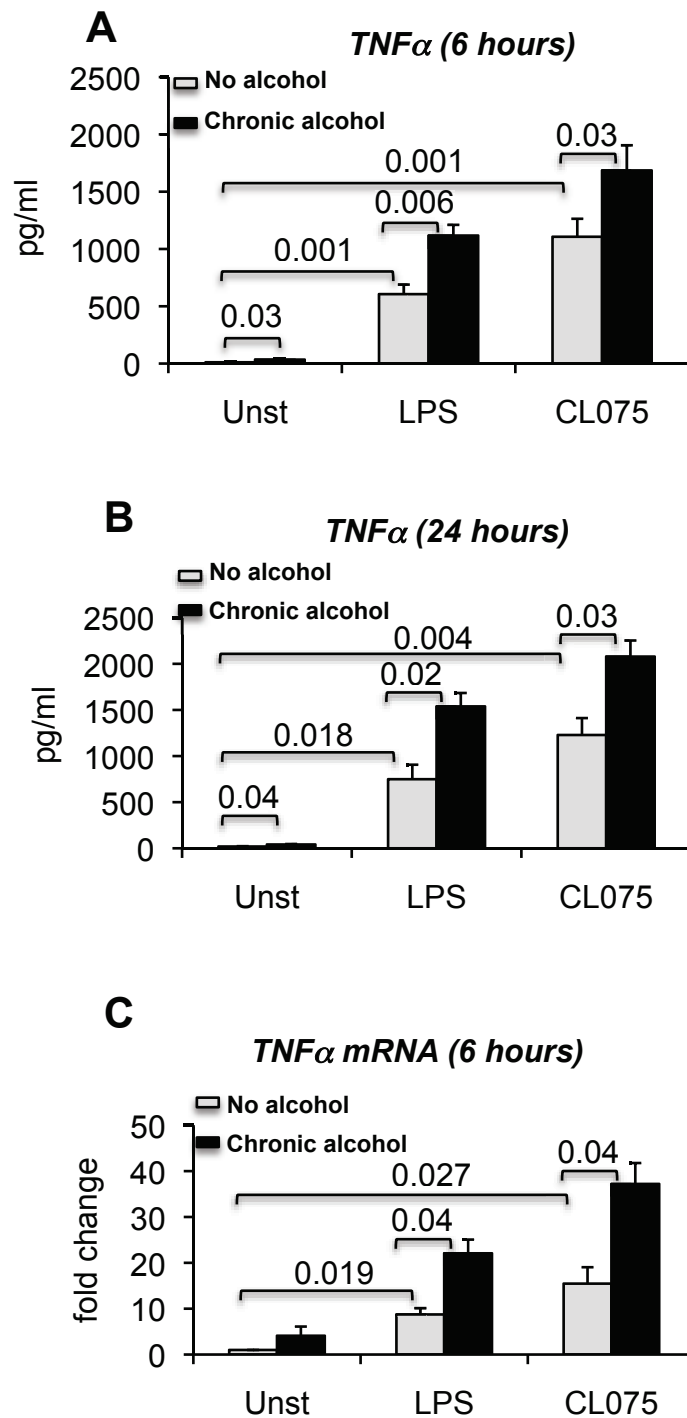 A
TNFα (6 hours)
No alcohol
Chronic alcohol
2500
2000
1500
1000
500
0
pg/ml
0.03
0.001
0.006
0.001
0.03
Unst LPS CL075
B
TNFα (24 hours)
No alcohol
Chronic alcohol
2500
2000
1500
1000
500
0
pg/ml
0.03
0.004
0.02
0.018
0.04
Unst LPS CL075
C
TNFα mRNA (6 hours)
No alcohol
Chronic alcohol
50
40
30
20
10
0
fold change
0.04
0.027
0.04
0.019
Unst LPS CL075